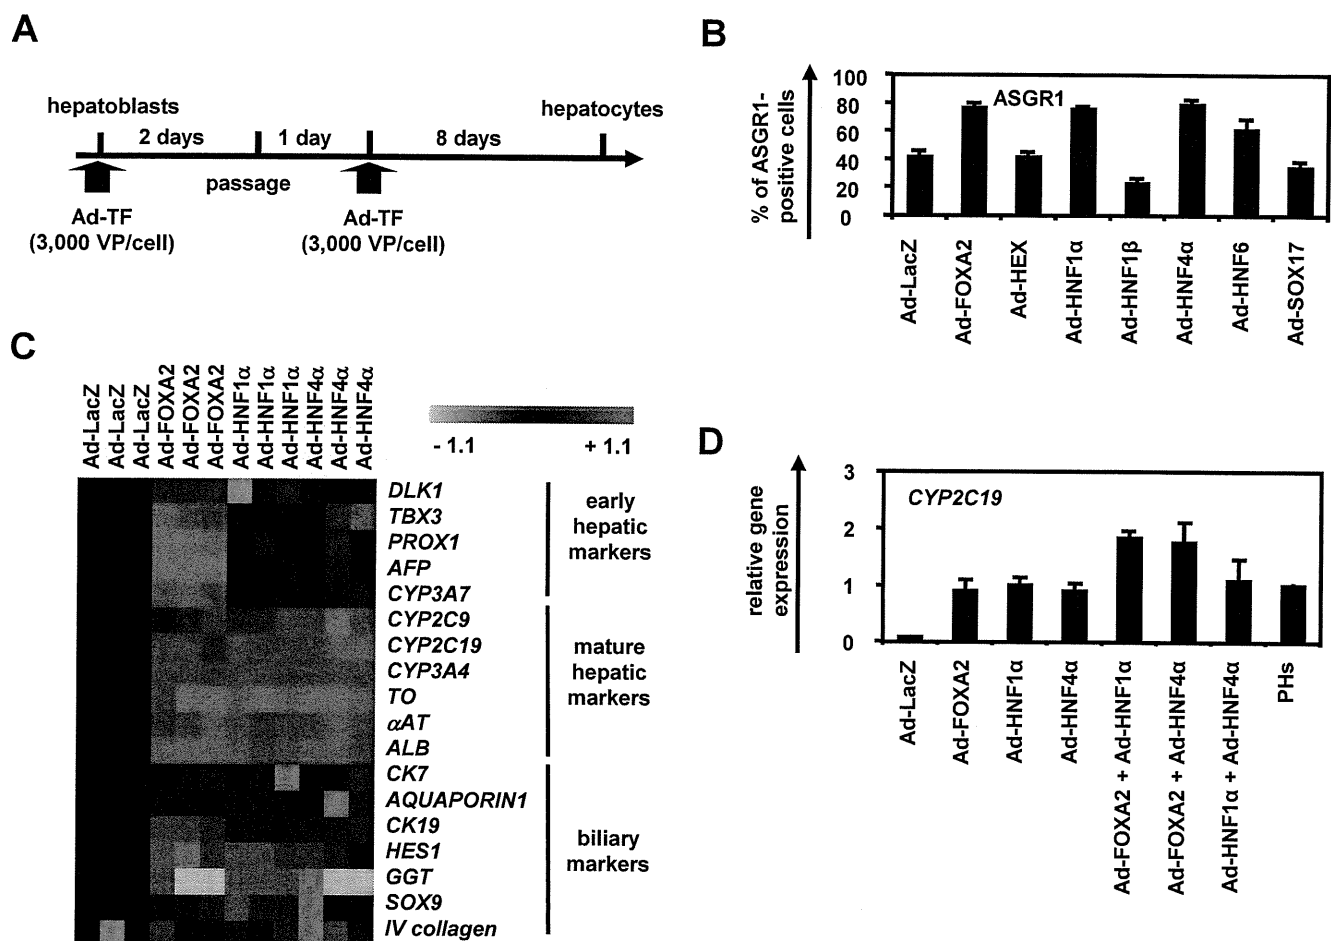 A
hepatoblasts
hepatocytes
2 days
1 day
8 days
passage
Ad-TF
(3,000 VP/cell)
Ad-TF
(3,000 VP/cell)
B
% of ASGR1-
positive cells
100
80
60
40
20
0
ASGR1
Ad-LacZ
Ad-FOXA2
Ad-HEX
Ad-HNF1α
Ad-HNF1β
Ad-HNF4α
Ad-HNF6
Ad-SOX17
C
Ad-LacZ
Ad-LacZ
Ad-LacZ
Ad-FOXA2
Ad-FOXA2
Ad-FOXA2
Ad-HNF1α
Ad-HNF1α
Ad-HNF1α
Ad-HNF4α
Ad-HNF4α
Ad-HNF4α
- 1.1
+ 1.1
DLK1
TBX3
PROX1
AFP
CYP3A7
early
hepatic
markers
CYP2C9
CYP2C19
CYP3A4
TO
αAT
ALB
mature
hepatic
markers
CK7
AQUAPORIN1
CK19
HES1
GGT
SOX9
IV collagen
biliary
markers
D
relative gene
expression
3
2
1
0
CYP2C19
Ad-LacZ
Ad-FOXA2
Ad-HNF1α
Ad-HNF4α
Ad-FOXA2 + Ad-HNF1α
Ad-FOXA2 + Ad-HNF4α
Ad-HNF1α + Ad-HNF4α
PHs